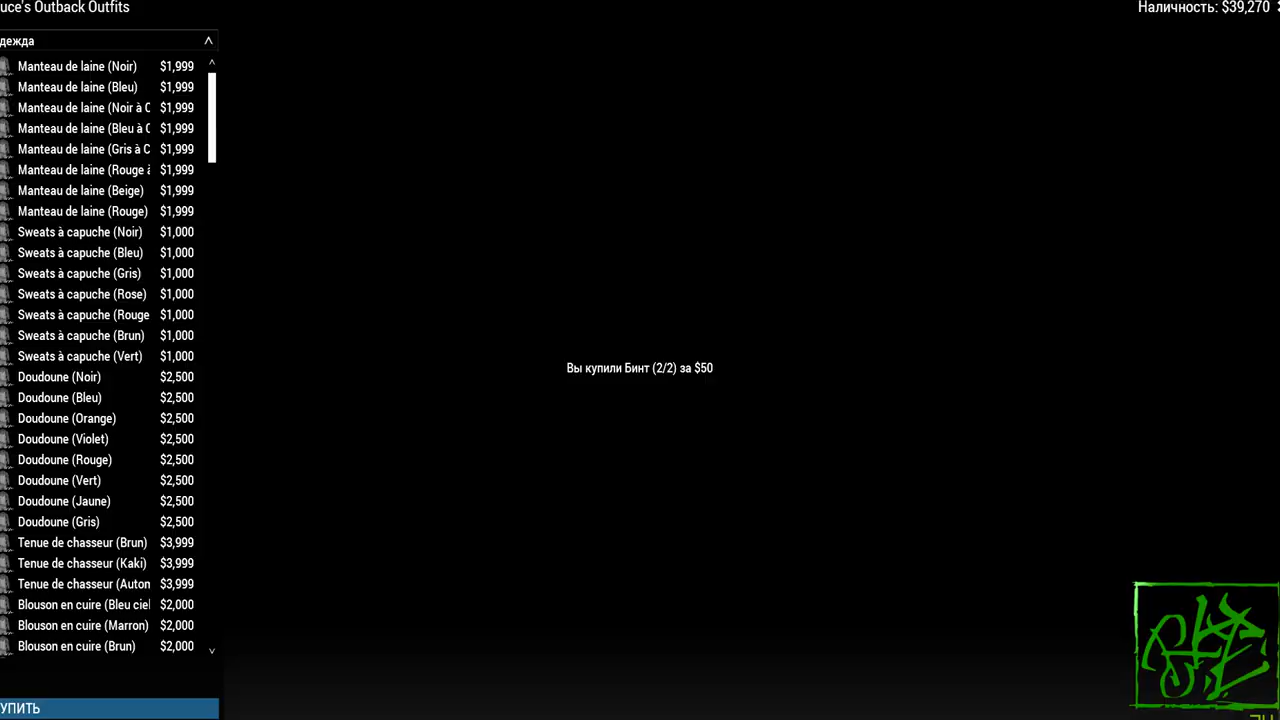 uce's Outback Outfits
Наличность: $39,270
дежда
Manteau de laine (Noir) $1,999
Manteau de laine (Bleu) $1,999
Manteau de laine (Noir à C $1,999
Manteau de laine (Bleu à C $1,999
Manteau de laine (Gris à C $1,999
Manteau de laine (Rouge à $1,999
Manteau de laine (Beige) $1,999
Manteau de laine (Rouge) $1,999
Sweats à capuche (Noir) $1,000
Sweats à capuche (Bleu) $1,000
Sweats à capuche (Gris) $1,000
Sweats à capuche (Rose) $1,000
Sweats à capuche (Rouge $1,000
Sweats à capuche (Brun) $1,000
Sweats à capuche (Vert) $1,000
Вы купили Бинт (2/2) за $50
Doudoune (Noir) $2,500
Doudoune (Bleu) $2,500
Doudoune (Orange) $2,500
Doudoune (Violet) $2,500
Doudoune (Rouge) $2,500
Doudoune (Vert) $2,500
Doudoune (Jaune) $2,500
Doudoune (Gris) $2,500
Tenue de chasseur (Brun) $3,999
Tenue de chasseur (Kaki) $3,999
Tenue de chasseur (Auton $3,999
Blouson en cuire (Bleu ciel $2,000
Blouson en cuire (Marron) $2,000
Blouson en cuire (Brun) $2,000
УПИТЬ